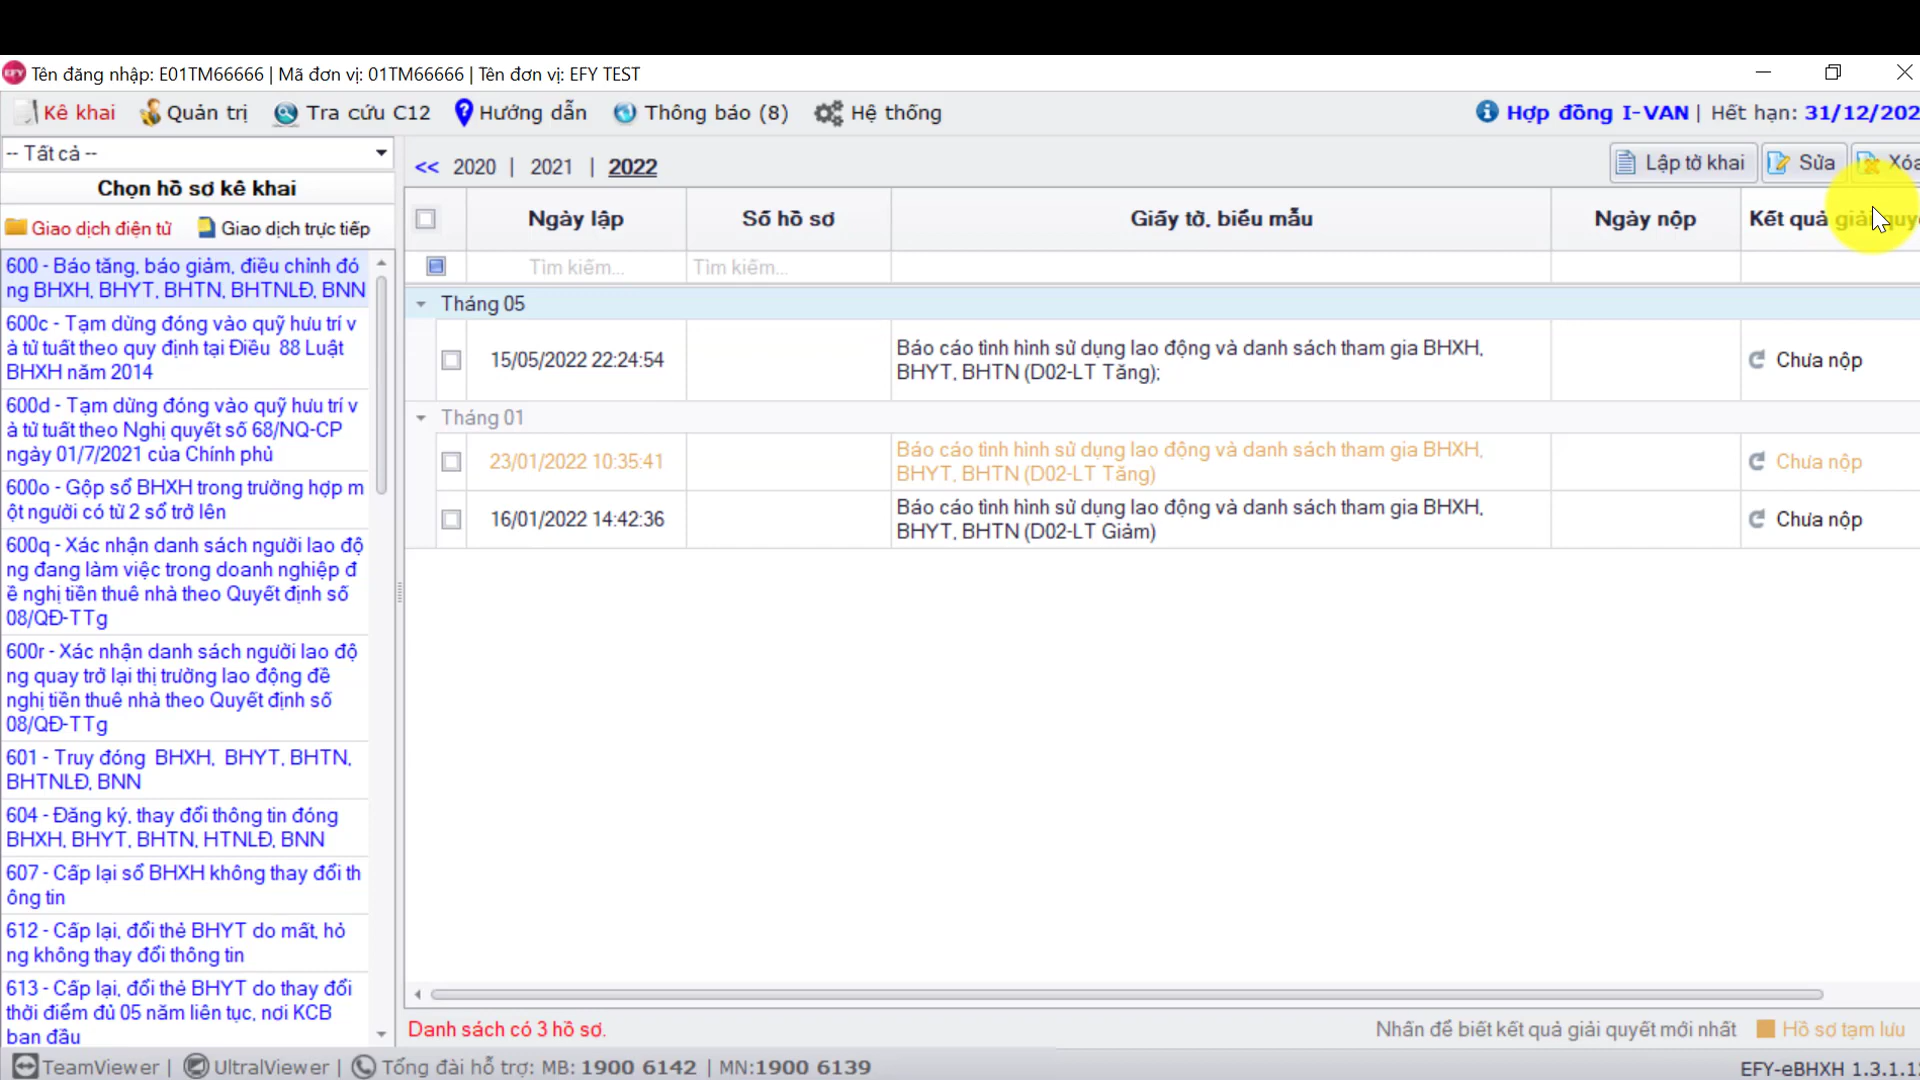 EFY Tên đăng nhập: E01TM66666 | Mã đơn vị: 01TM66666 | Tên đơn vị: EFY TEST
Kê khai Quản trị Tra cứu C12 Hướng dẫn Thông báo (8) Hệ thống Hợp đồng I-VAN | Hết hạn: 31/12/202
-- Tất cả --
<< 2020 | 2021 | 2022
Lập tờ khai Sửa Xóa
Chọn hồ sơ kê khai
Giao dịch điện tử Giao dịch trực tiếp
600 - Báo tăng, báo giảm, điều chỉnh đó
ng BHXH, BHYT, BHTN, BHTNLĐ, BNN
600c - Tạm dừng đóng vào quỹ hưu trí v
à tử tuất theo quy định tại Điều 88 Luật
BHXH năm 2014
600d - Tạm dừng đóng vào quỹ hưu trí v
à tử tuất theo Nghị quyết số 68/NQ-CP
ngày 01/7/2021 của Chính phủ
600o - Gộp sổ BHXH trong trường hợp m
ột người có từ 2 sổ trở lên
600q - Xác nhận danh sách người lao độ
ng đang làm việc trong doanh nghiệp đ
ề nghị tiền thuê nhà theo Quyết định số
08/QĐ-TTg
600r - Xác nhận danh sách người lao độ
ng quay trở lại thị trường lao động đề
nghị tiền thuê nhà theo Quyết định số
08/QĐ-TTg
601 - Truy đóng BHXH, BHYT, BHTN,
BHTNLĐ, BNN
604 - Đăng ký, thay đổi thông tin đóng
BHXH, BHYT, BHTN, HTNLĐ, BNN
607 - Cấp lại sổ BHXH không thay đổi th
ông tin
612 - Cấp lại, đổi thẻ BHYT do mất, hỏ
ng không thay đổi thông tin
613 - Cấp lại, đổi thẻ BHYT do thay đổi
thời điểm đủ 05 năm liên tục, nơi KCB
ban đầu
Ngày lập Số hồ sơ Giấy tờ, biểu mẫu Ngày nộp Kết quả giải quy
Tìm kiếm... Tìm kiếm...
Tháng 05
15/05/2022 22:24:54 Báo cáo tình hình sử dụng lao động và danh sách tham gia BHXH, Chưa nộp
BHYT, BHTN (D02-LT Tăng);
Tháng 01
23/01/2022 10:35:41 Báo cáo tình hình sử dụng lao động và danh sách tham gia BHXH, Chưa nộp
BHYT, BHTN (D02-LT Tăng)
16/01/2022 14:42:36 Báo cáo tình hình sử dụng lao động và danh sách tham gia BHXH, Chưa nộp
BHYT, BHTN (D02-LT Giảm)
Danh sách có 3 hồ sơ. Nhấn để biết kết quả giải quyết mới nhất Hồ sơ tạm lưu
TeamViewer | UltralViewer | Tổng đài hỗ trợ: MB: 1900 6142 | MN:1900 6139 EFY-eBHXH 1.3.1.1